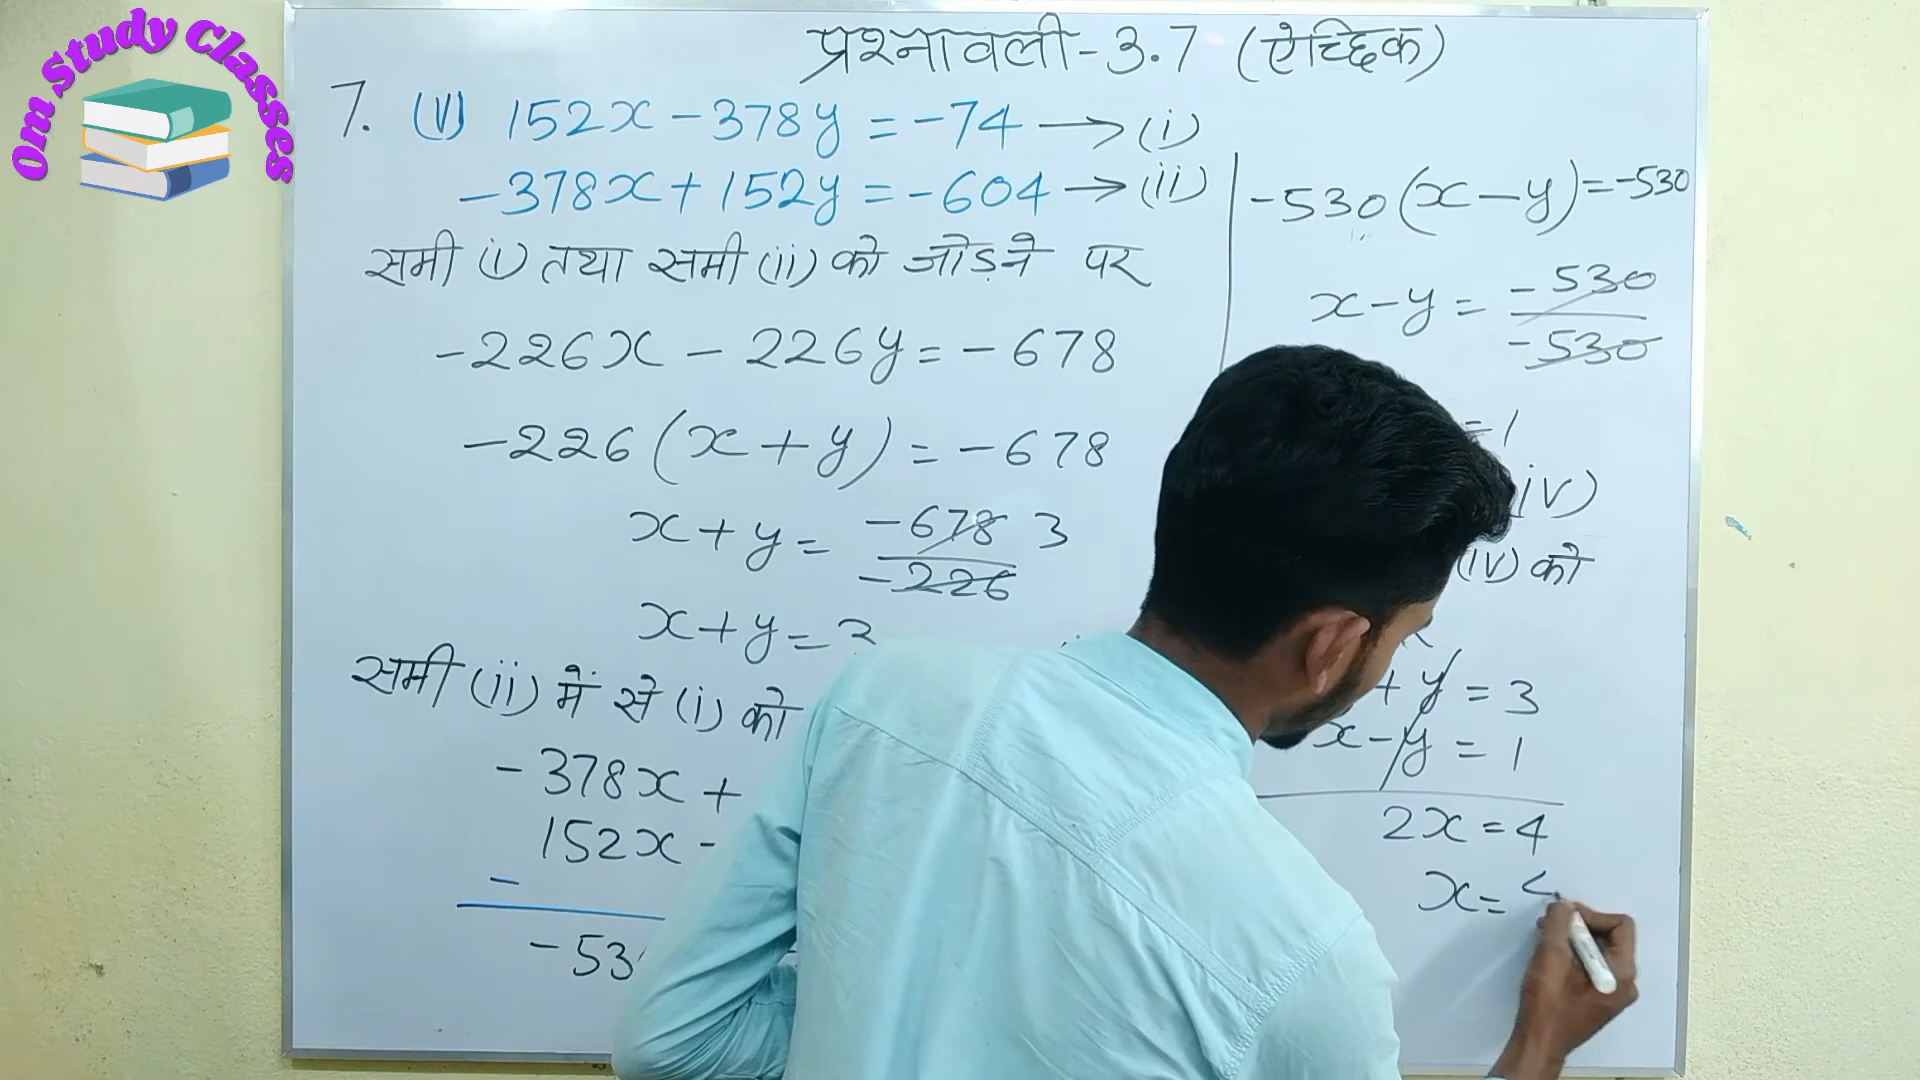 Om Study Classes
प्रश्नावली-3.7 (ऐच्छिक)
7. (V) 152x - 378y = -74 → (i)
-378x + 152y = -604 → (ii)
समी (i) तथा समी (ii) को जोडने पर
-226x - 226y = -678
-226(x + y) = -678
x + y = -678 3
-226
x + y = 3
समी (ii) में से (i) को
-378x +
152x -
-
-53
-530(x - y) = -530
x - y = -530
-530
= 1
(iv)
(iv) को
+ y = 3
x - y = 1
2x = 4
x =